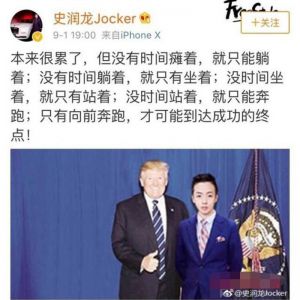 史润龙Jocker
9-1 19:00 来自iPhone X
+关注
本来很累了，但没有时间瘫着，就只能躺
着；没有时间躺着，就只有坐着；没时间坐
着，就只有站着；没时间站着，就只能奔
跑；只有向前奔跑，才可能到达成功的终
点！
@史润龙Jocker